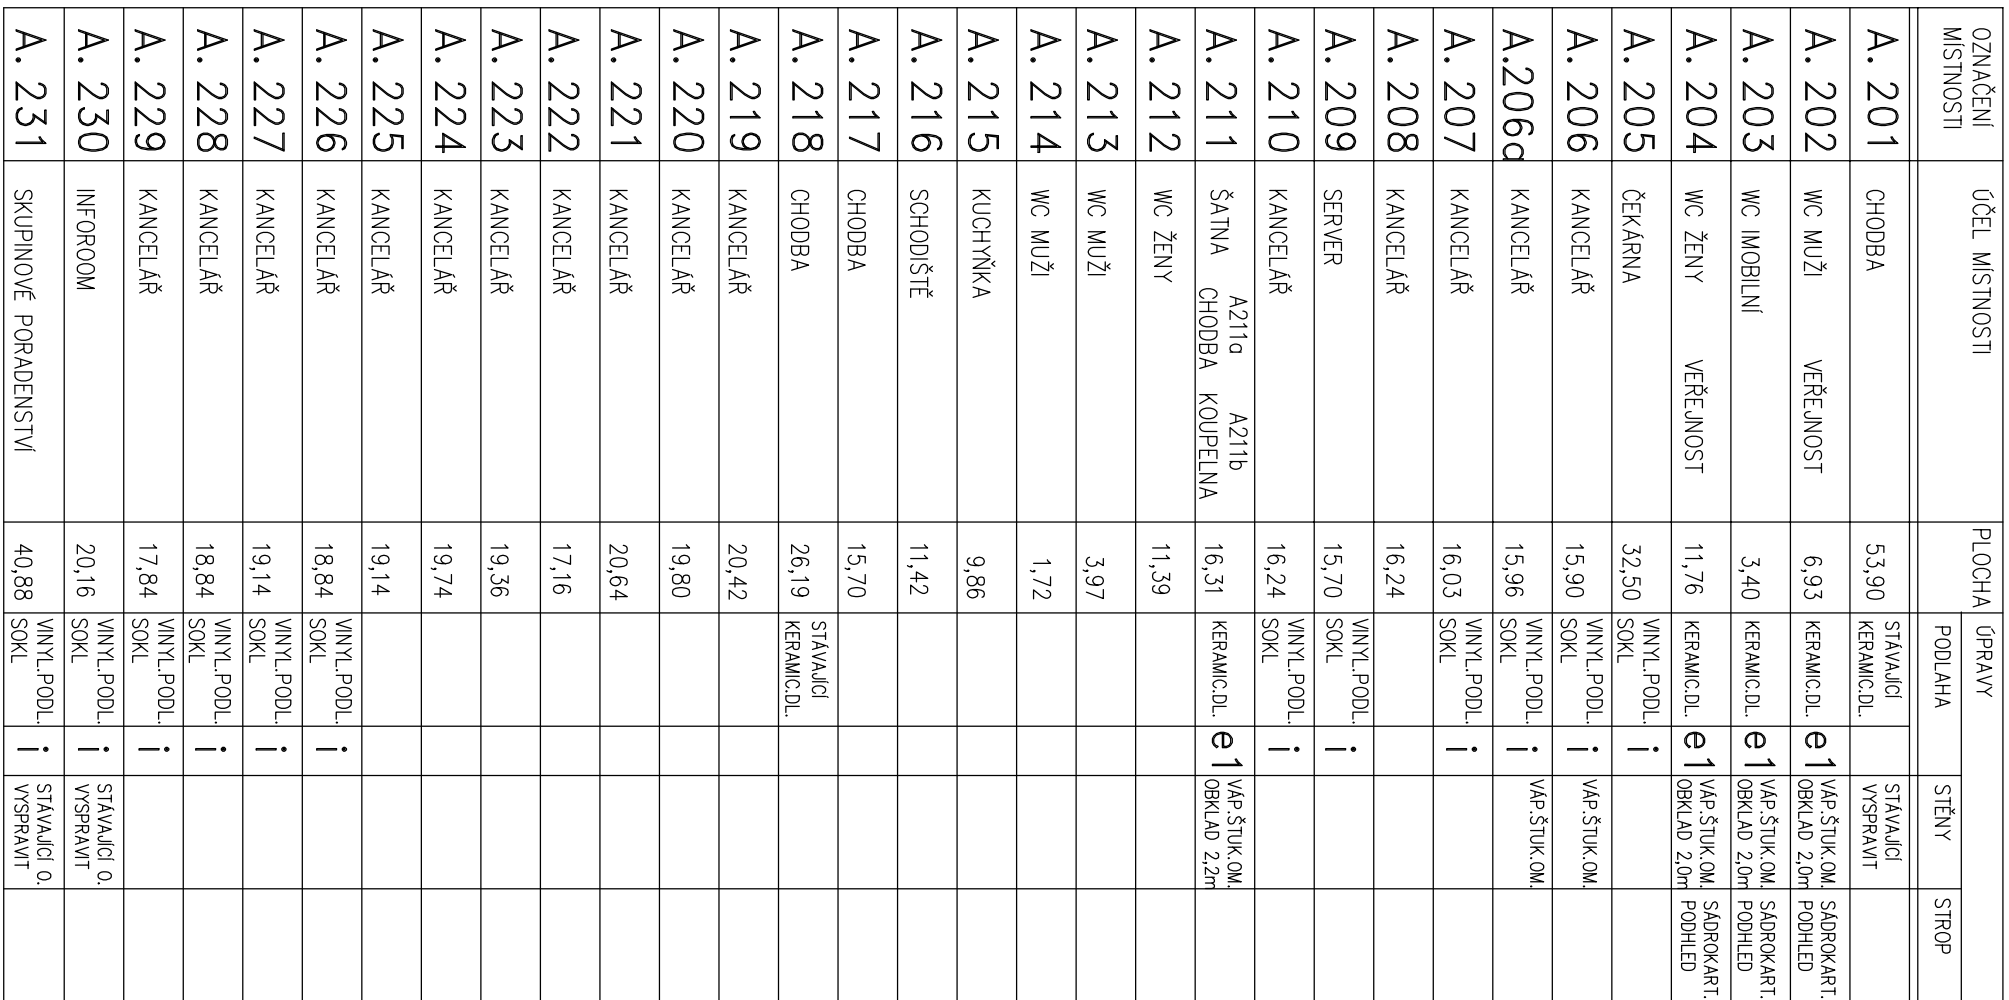 OZNAČENÍ MÍSTNOSTI ÚČEL MÍSTNOSTI PLOCHA ÚPRAVY
PODLAHA STĚNY STROP
A. 201 CHODBA 53,90 STÁVAJÍCÍ KERAMIC.DL. STÁVAJÍCÍ VYSPRAVIT
A. 202 WC MUŽI VEŘEJNOST 6,93 KERAMIC.DL. e1 VÁP.ŠTUK.OM. OBKLAD 2,0m SÁDROKART. PODHLED
A. 203 WC IMOBILNÍ 3,40 KERAMIC.DL. e1 VÁP.ŠTUK.OM. OBKLAD 2,0m SÁDROKART. PODHLED
A. 204 WC ŽENY VEŘEJNOST 11,76 KERAMIC.DL. e1 VÁP.ŠTUK.OM. OBKLAD 2,0m SÁDROKART. PODHLED
A. 205 ČEKÁRNA 32,50 VINYL.PODL. SOKL i
A. 206 KANCELÁŘ 15,90 VINYL.PODL. SOKL i VÁP.ŠTUK.OM.
A.206a KANCELÁŘ 15,96 VINYL.PODL. SOKL i VÁP.ŠTUK.OM.
A. 207 KANCELÁŘ 16,03 VINYL.PODL. SOKL i
A. 208 KANCELÁŘ 16,24
A. 209 SERVER 15,70 VINYL.PODL. SOKL i
A. 210 KANCELÁŘ 16,24 VINYL.PODL. SOKL i
A. 211 ŠATNA A211a CHODBA A211b KOUPELNA 16,31 KERAMIC.DL. e1 VÁP.ŠTUK.OM. OBKLAD 2,2m
A. 212 WC ŽENY 11,39
A. 213 WC MUŽI 3,97
A. 214 WC MUŽI 1,72
A. 215 KUCHYŇKA 9,86
A. 216 SCHODIŠTĚ 11,42
A. 217 CHODBA 15,70
A. 218 CHODBA 26,19 STÁVAJÍCÍ KERAMIC.DL.
A. 219 KANCELÁŘ 20,42
A. 220 KANCELÁŘ 19,80
A. 221 KANCELÁŘ 20,64
A. 222 KANCELÁŘ 17,16
A. 223 KANCELÁŘ 19,36
A. 224 KANCELÁŘ 19,74
A. 225 KANCELÁŘ 19,14
A. 226 KANCELÁŘ 18,84 VINYL.PODL. SOKL i
A. 227 KANCELÁŘ 19,14 VINYL.PODL. SOKL i
A. 228 KANCELÁŘ 18,84 VINYL.PODL. SOKL i
A. 229 KANCELÁŘ 17,84 VINYL.PODL. SOKL i
A. 230 INFOROOM 20,16 VINYL.PODL. SOKL i STÁVAJÍCÍ O. VYSPRAVIT
A. 231 SKUPINOVÉ PORADENSTVÍ 40,88 VINYL.PODL. SOKL i STÁVAJÍCÍ O. VYSPRAVIT